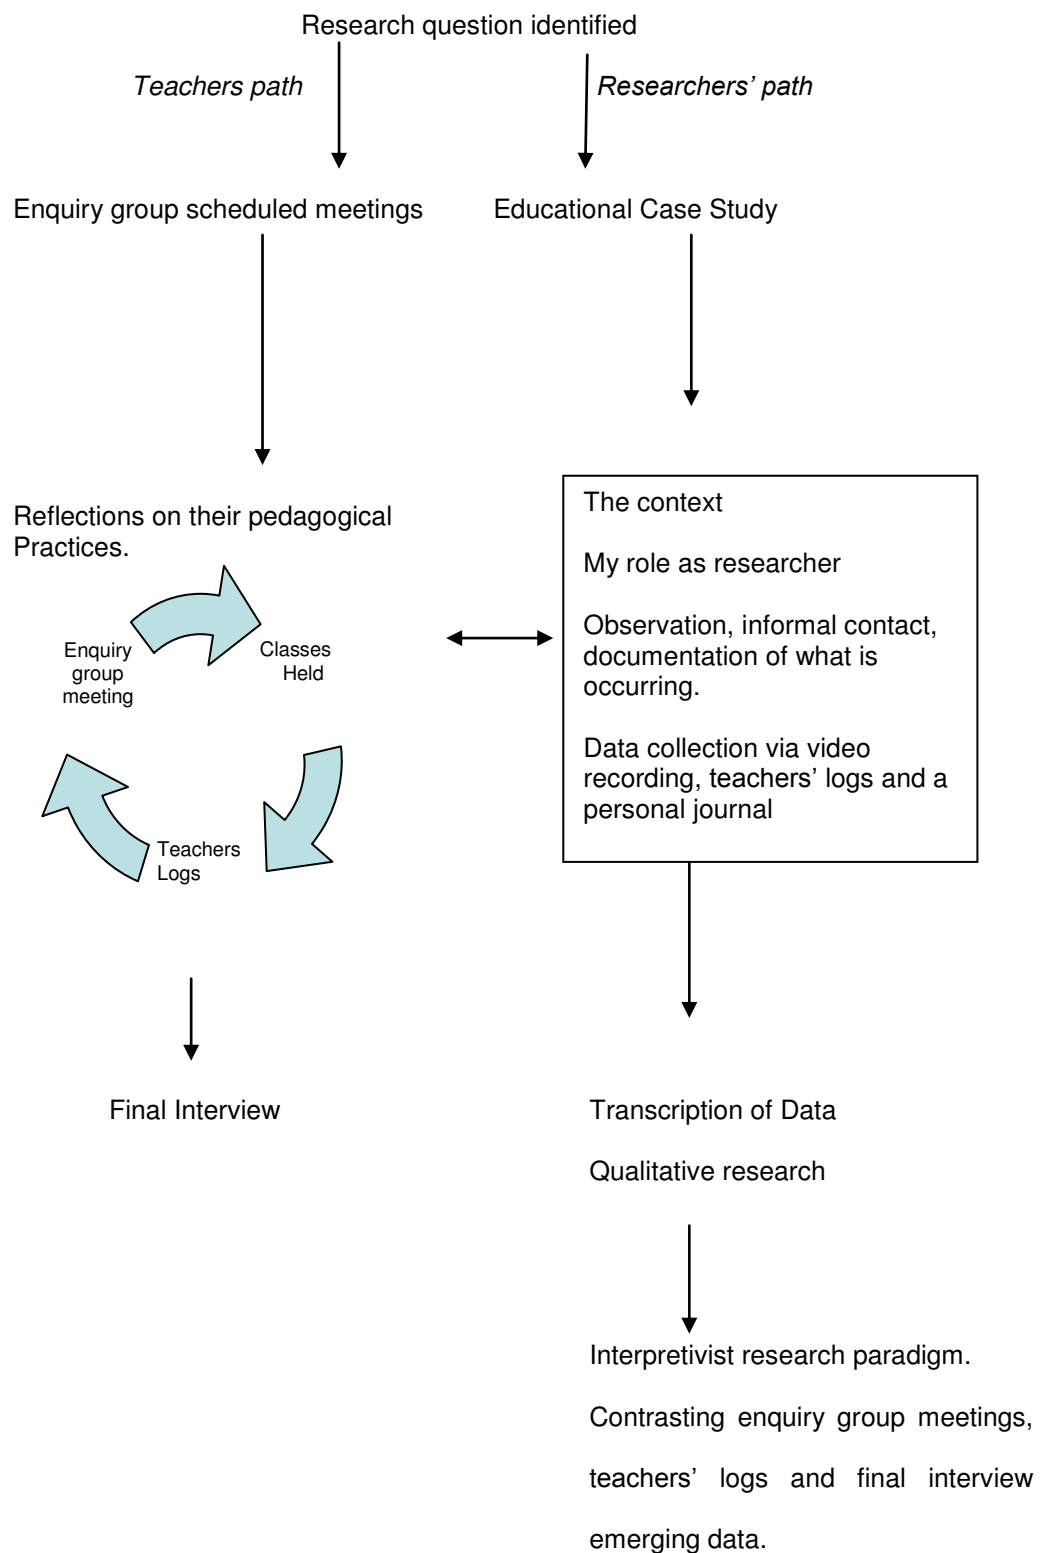 Research question identified
Teachers path
Researchers’ path
Enquiry group scheduled meetings
Educational Case Study
Reflections on their pedagogical
Practices.
Enquiry
group
meeting
Classes
Held
Teachers
Logs
The context
My role as researcher
Observation, informal contact,
documentation of what is
occurring.
Data collection via video
recording, teachers’ logs and a
personal journal
Final Interview
Transcription of Data
Qualitative research
Interpretivist research paradigm.
Contrasting enquiry group meetings,
teachers’ logs and final interview
emerging data.